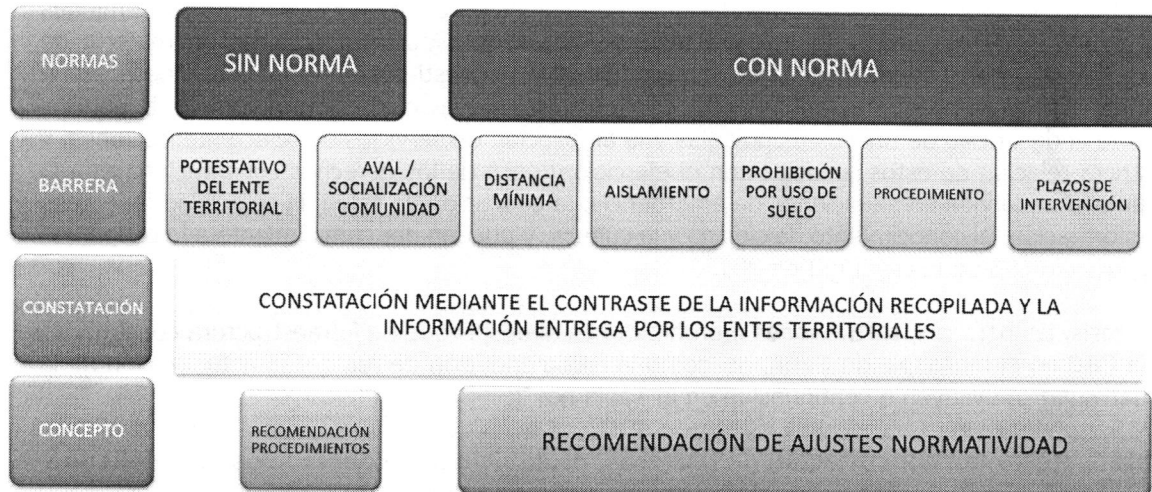 NORMAS
SIN NORMA
CON NORMA
BARRERA
POTESTATIVO
DEL ENTE
TERRITORIAL
AVAL /
SOCIALIZACIÓN
COMUNIDAD
DISTANCIA
MÍNIMA
AISLAMIENTO
PROHIBICIÓN
POR USO DE
SUELO
PROCEDIMIENTO
PLAZOS DE
INTERVENCIÓN
CONSTATACIÓN
CONSTATACIÓN MEDIANTE EL CONTRASTE DE LA INFORMACIÓN RECOPILADA Y LA
INFORMACIÓN ENTREGA POR LOS ENTES TERRITORIALES
CONCEPTO
RECOMENDACIÓN
PROCEDIMIENTOS
RECOMENDACIÓN DE AJUSTES NORMATIVIDAD